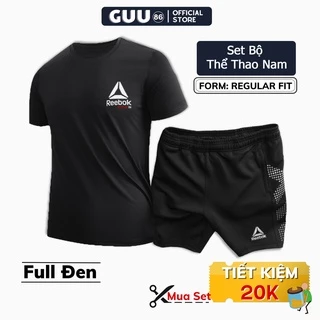 GUU 86 OFFICIAL STORE
Set Bộ
Thể Thao Nam
FORM: REGULAR FIT
Reebok
Reebok
Full Đen
Mua Set
TIẾT KIỆM
20K